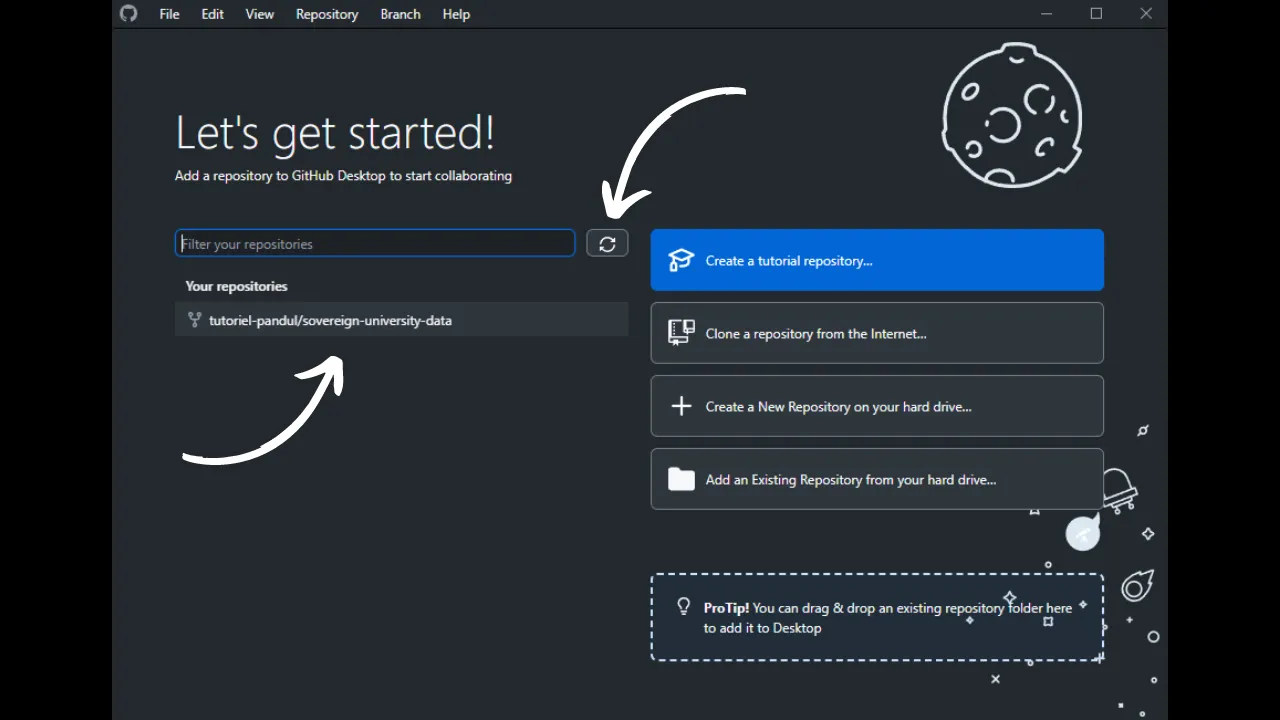 File Edit View Repository Branch Help
Let's get started!
Add a repository to GitHub Desktop to start collaborating
Filter your repositories
Your repositories
tutoriel-pandul/sovereign-university-data
Create a tutorial repository...
Clone a repository from the Internet...
Create a New Repository on your hard drive...
Add an Existing Repository from your hard drive...
ProTip! You can drag & drop an existing repository folder here
to add it to Desktop